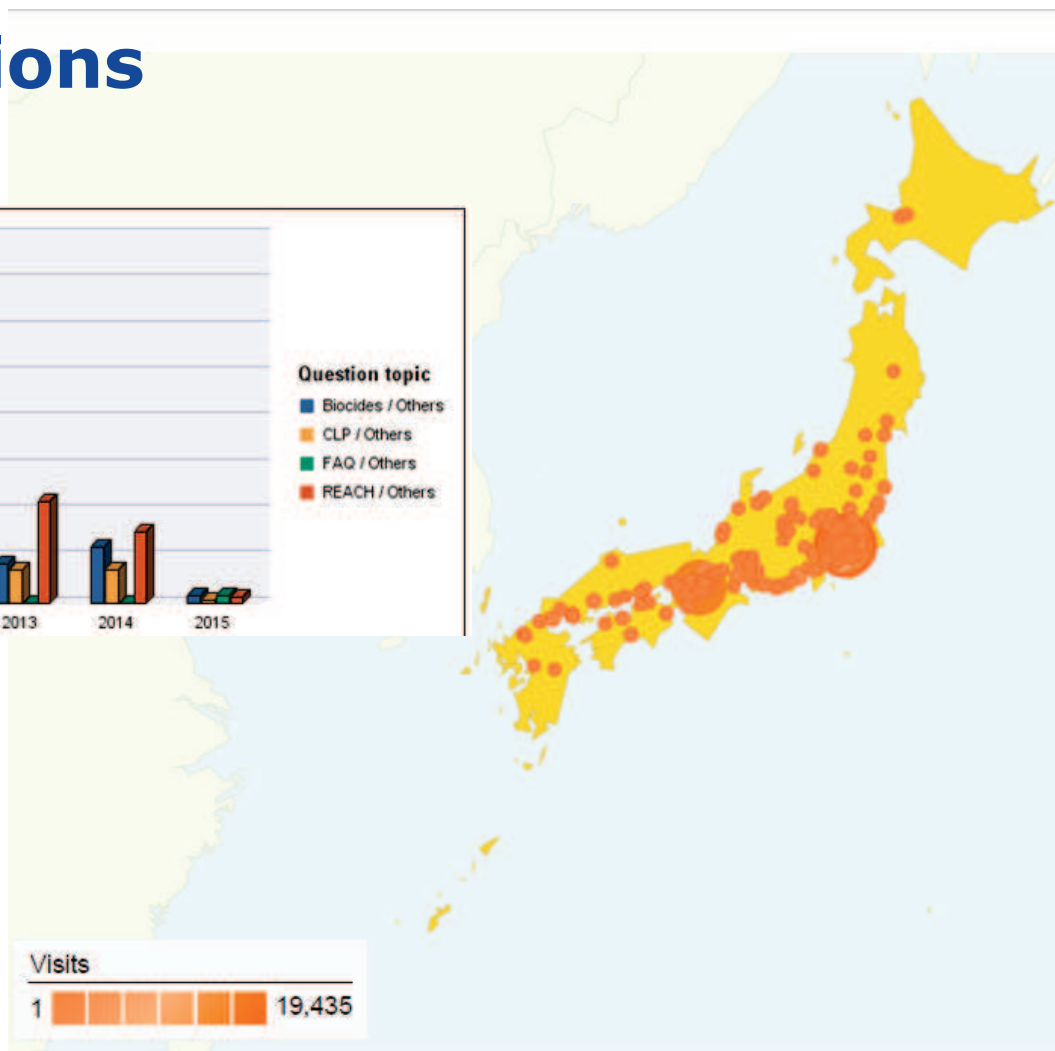 ions
Question topic
Biocides / Others
CLP / Others
FAQ / Others
REACH / Others
2013 2014 2015
Visits
1 19,435